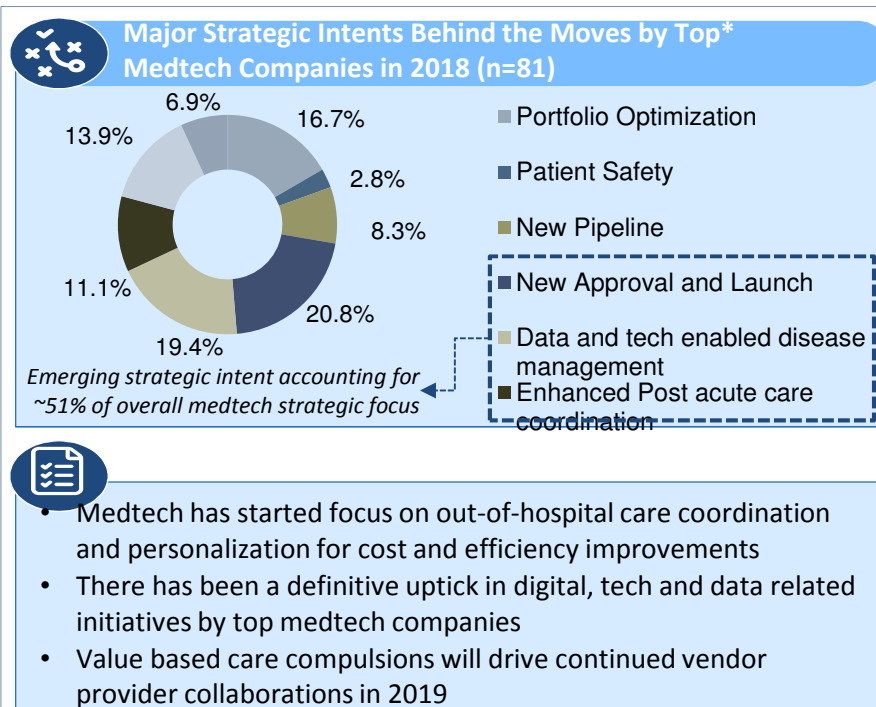 Major Strategic Intents Behind the Moves by Top*
Medtech Companies in 2018 (n=81)
6.9%
16.7%
13.9%
2.8%
8.3%
11.1%
20.8%
19.4%
Portfolio Optimization
Patient Safety
New Pipeline
New Approval and Launch
Data and tech enabled disease
management
Enhanced Post acute care
coordination
Emerging strategic intent accounting for
~51% of overall medtech strategic focus
• Medtech has started focus on out-of-hospital care coordination
and personalization for cost and efficiency improvements
• There has been a definitive uptick in digital, tech and data related
initiatives by top medtech companies
• Value based care compulsions will drive continued vendor
provider collaborations in 2019